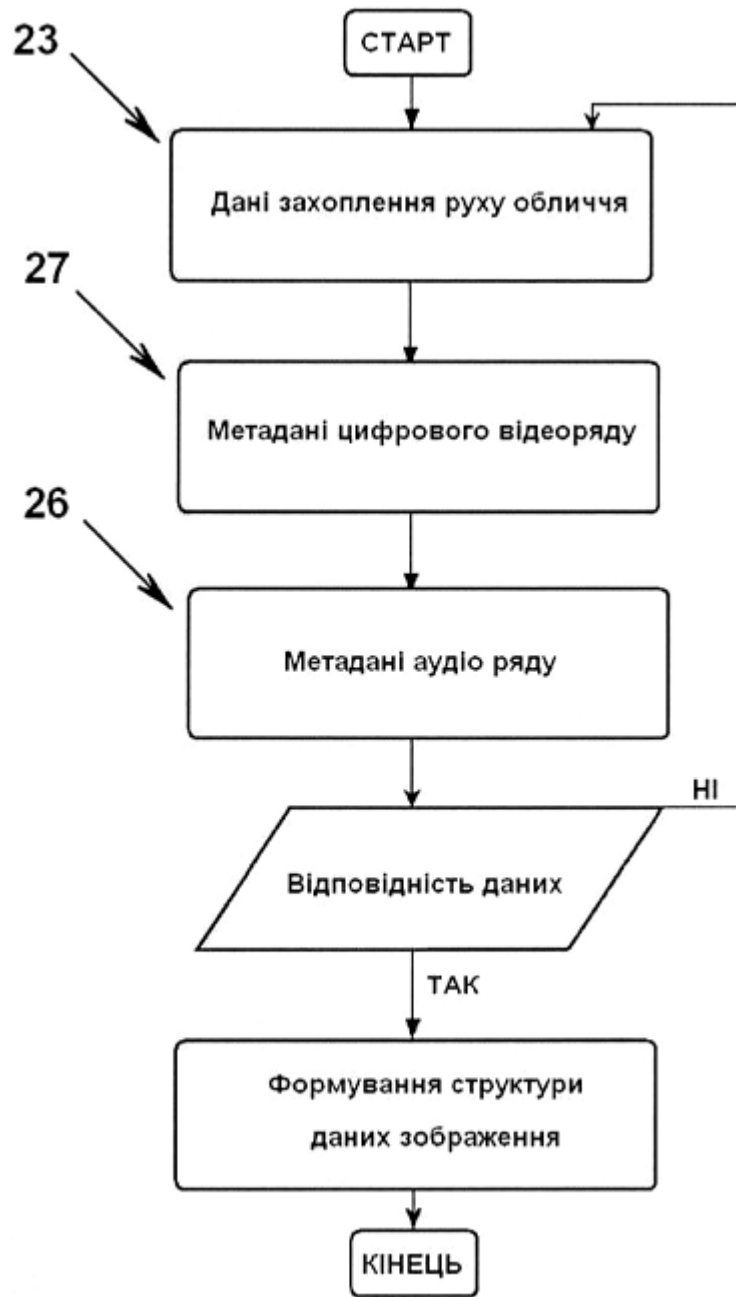 23
СТАРТ
Дані захоплення руху обличчя
27
Метадані цифрового відеоряду
26
Метадані аудіо ряду
НІ
Відповідність даних
ТАК
Формування структури
даних зображення
КІНЕЦЬ